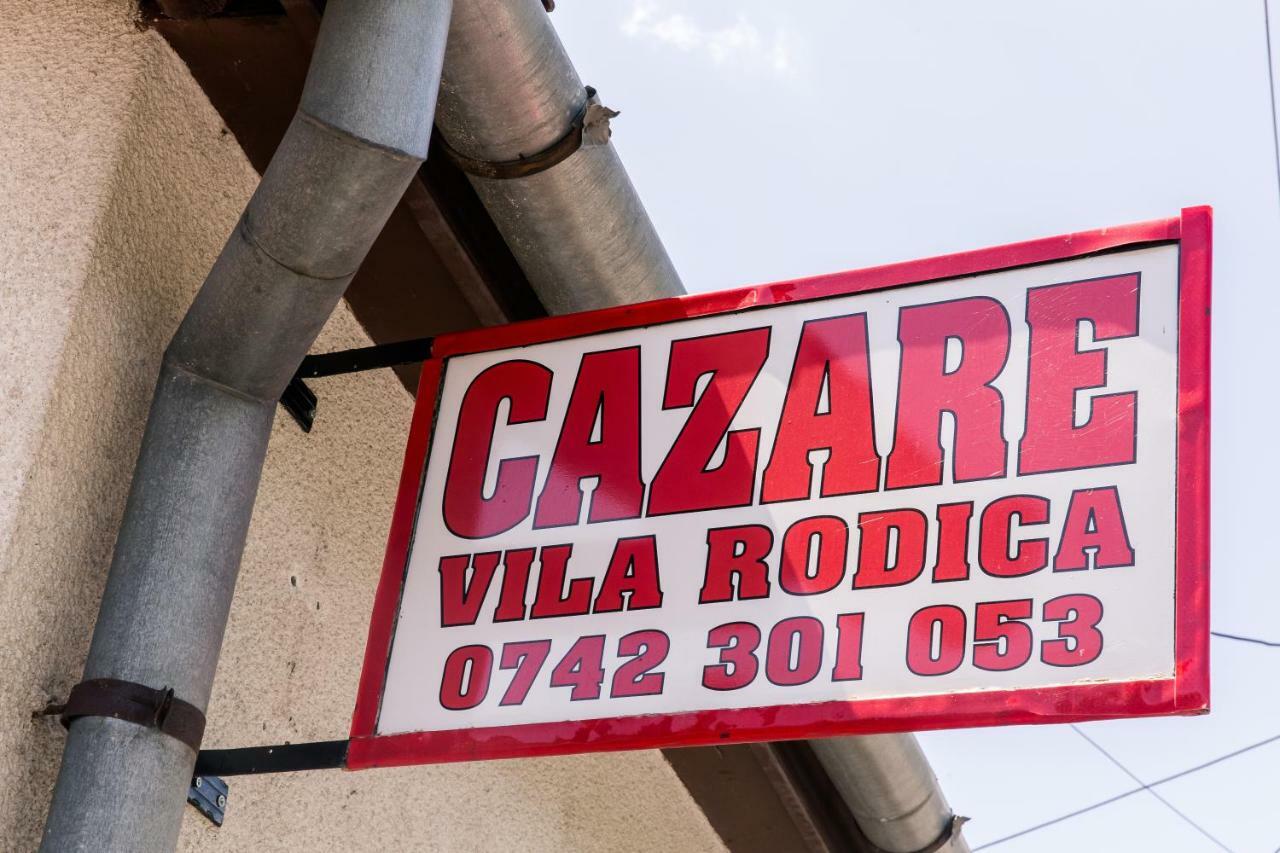 CAZARE
VILA RODICA
0742 301 053